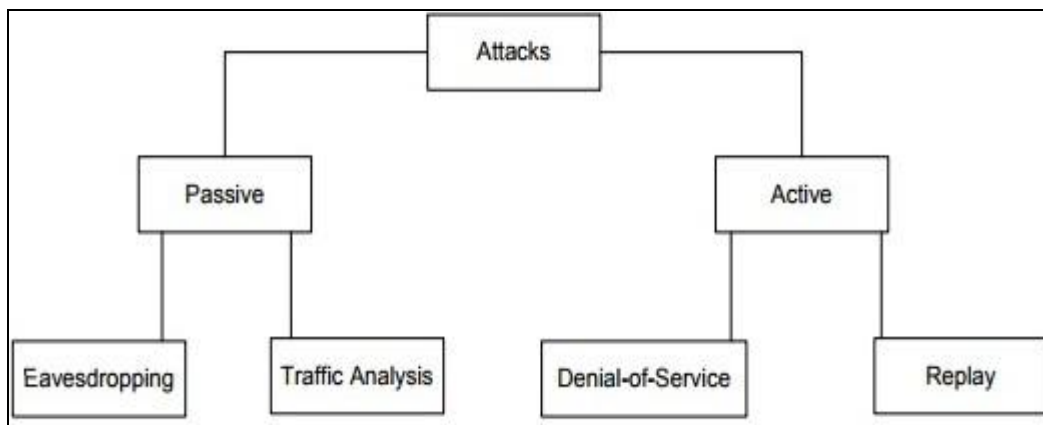 Attacks
Passive
Active
Eavesdropping
Traffic Analysis
Denial-of-Service
Replay